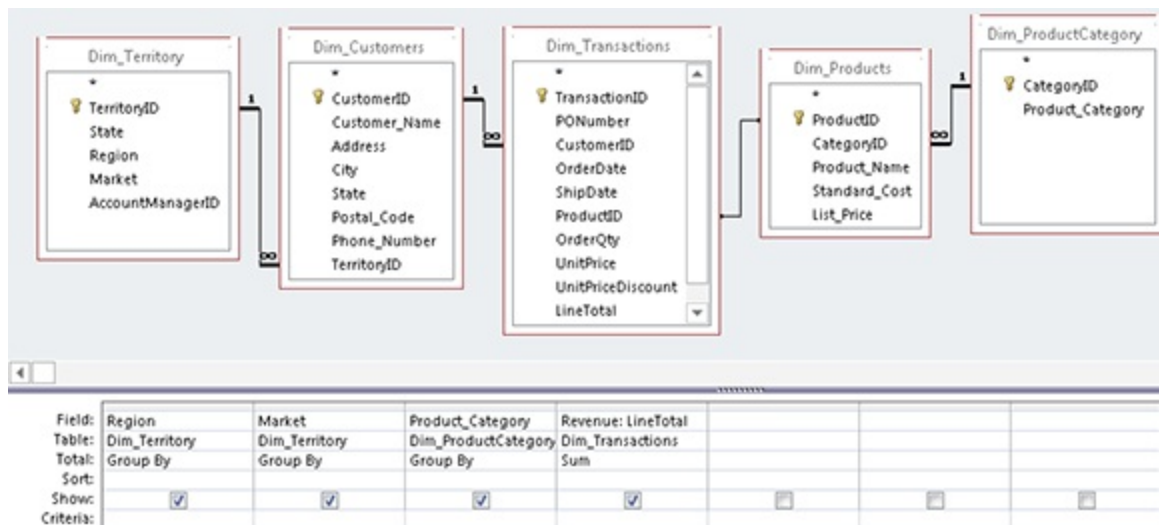 Dim_Territory
*
TerritoryID
State
Region
Market
AccountManagerID
1
∞
Dim_Customers
*
CustomerID
Customer_Name
Address
City
State
Postal_Code
Phone_Number
TerritoryID
1
∞
Dim_Transactions
*
TransactionID
PONumber
CustomerID
OrderDate
ShipDate
ProductID
OrderQty
UnitPrice
UnitPriceDiscount
LineTotal
Dim_Products
*
ProductID
CategoryID
Product_Name
Standard_Cost
List_Price
∞
1
Dim_ProductCategory
*
CategoryID
Product_Category
Field: Region Market Product_Category Revenue: LineTotal
Table: Dim_Territory Dim_Territory Dim_ProductCategory Dim_Transactions
Total: Group By Group By Group By Sum
Sort:
Show:
Criteria: